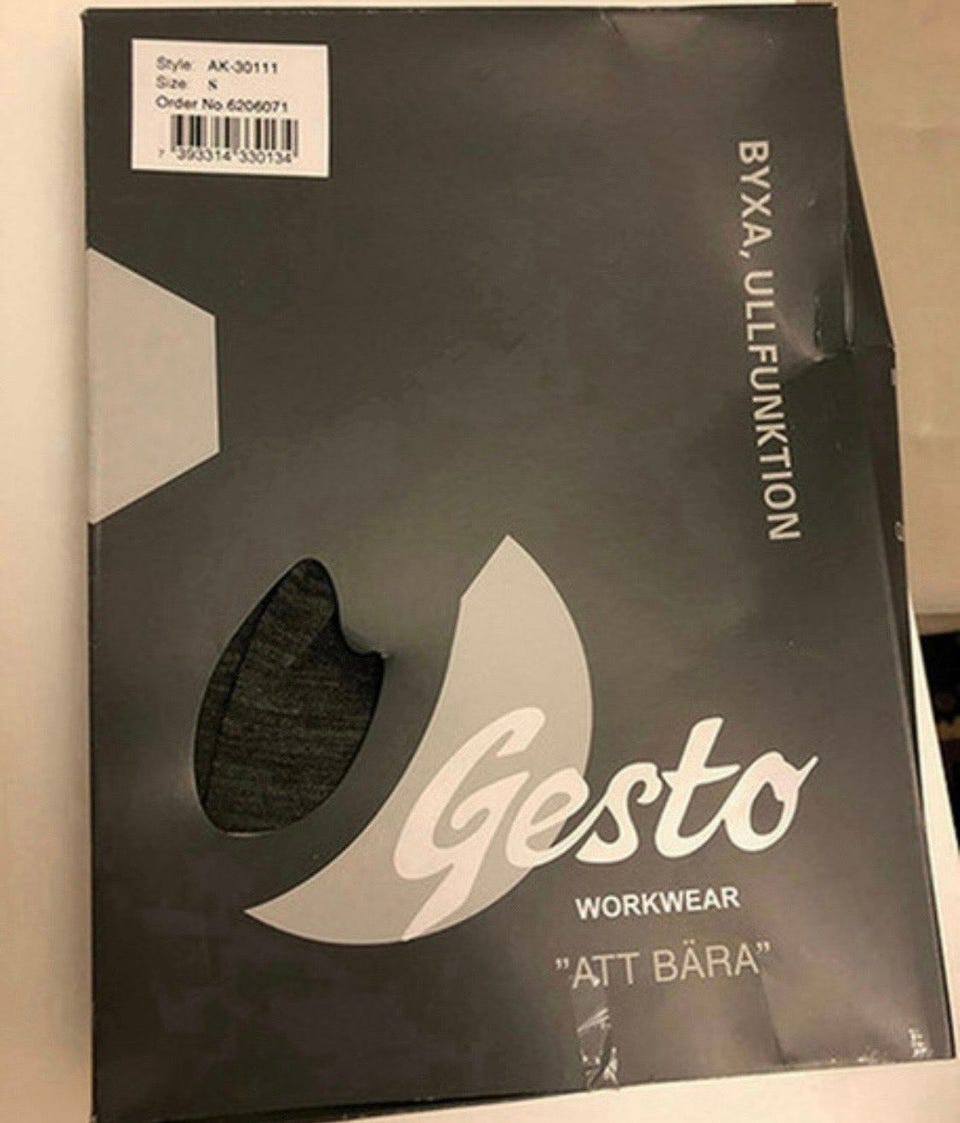 Style: AK-30111
Size: S
Order No.6206071
7 393314 330134
BYXA, ULLFUNKTION
Gesto
WORKWEAR
”ATT BÄRA”